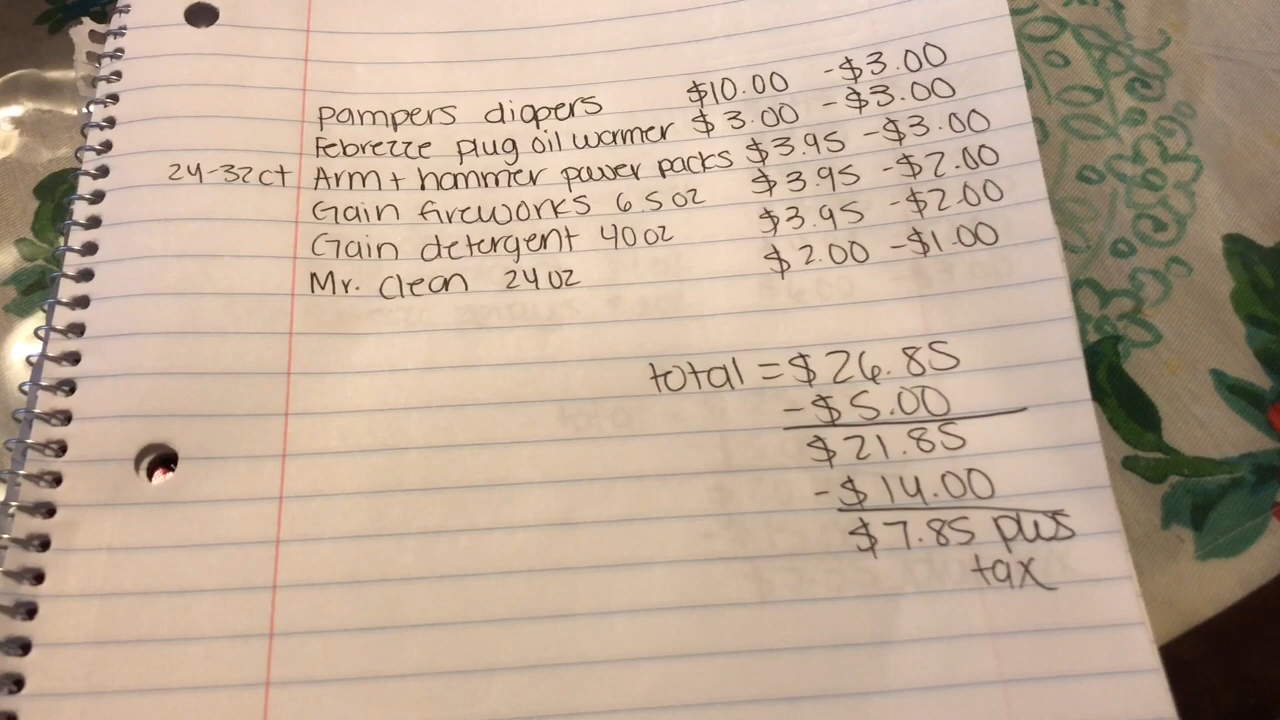 pampers diapers $10.00 -$3.00
Febrezze plug oil warmer $3.00 -$3.00
24-32ct Arm + hammer power packs $3.95 -$3.00
Gain fireworks 6.5oz $3.95 -$2.00
Gain detergent 40oz $3.95 -$2.00
Mr. Clean 24oz $2.00 -$1.00
total = $26.85
-$5.00
$21.85
-$14.00
$7.85 plus
tax